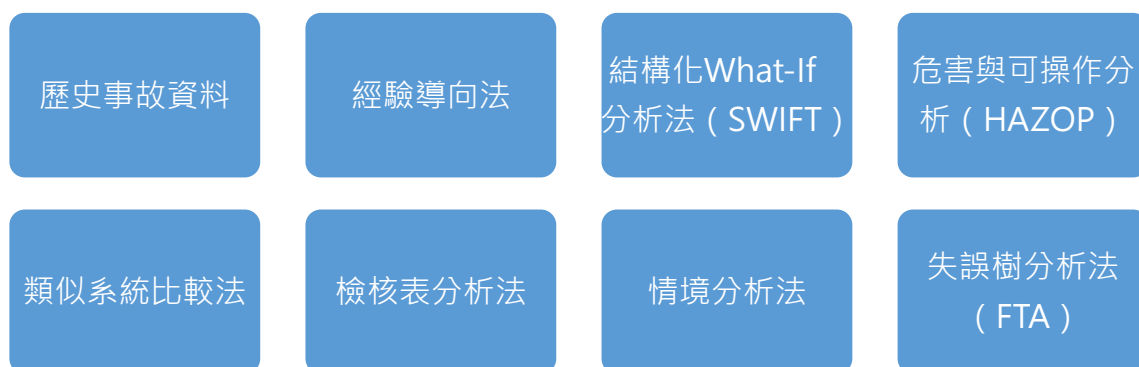 歷史事故資料
經驗導向法
結構化What-If
分析法（SWIFT）
危害與可操作分
析（HAZOP）
類似系統比較法
檢核表分析法
情境分析法
失誤樹分析法
（FTA）